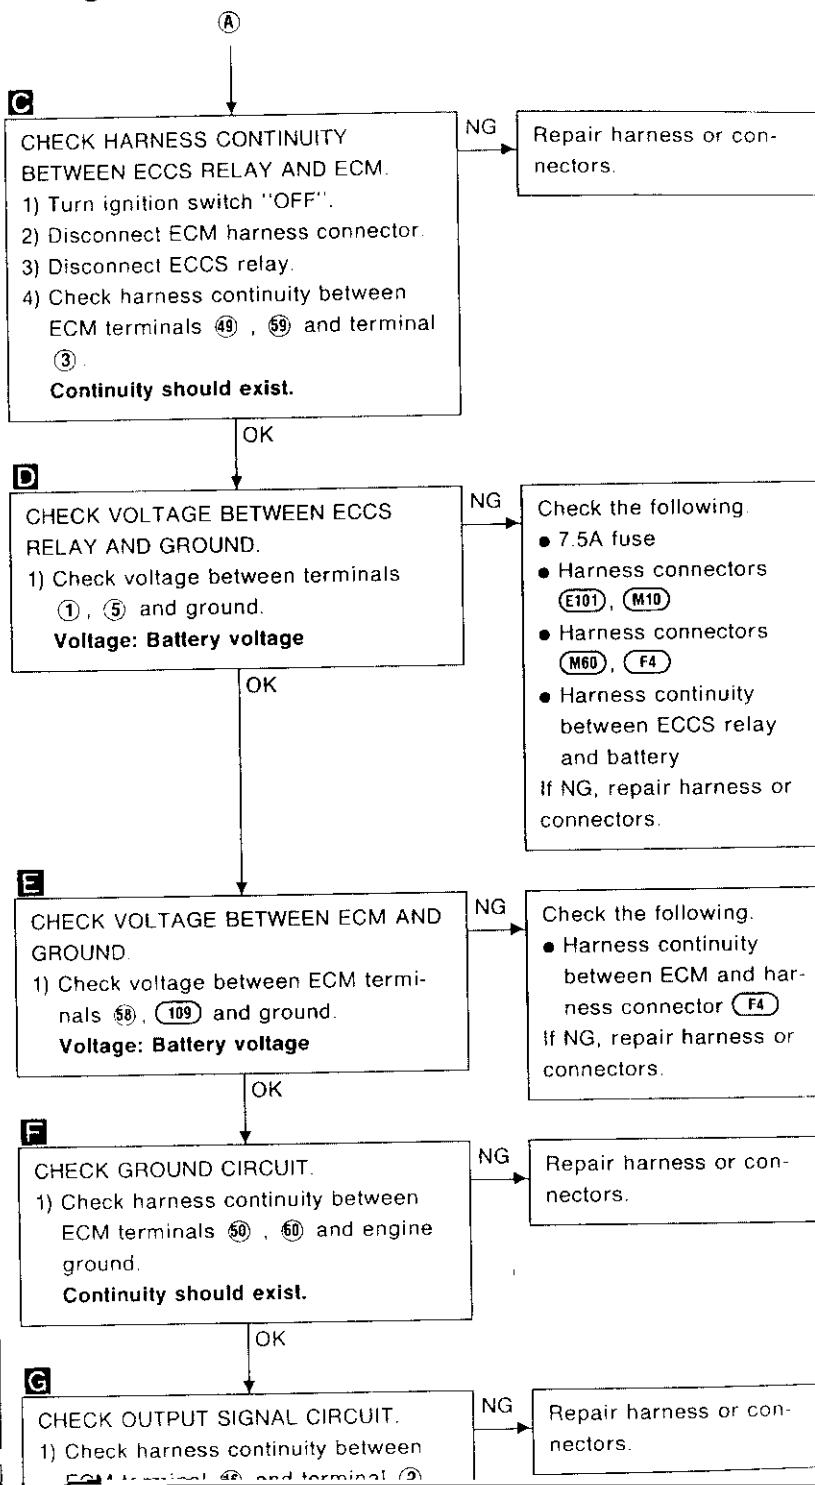 Ⓐ
C
CHECK HARNESS CONTINUITY
BETWEEN ECCS RELAY AND ECM.
1) Turn ignition switch "OFF".
2) Disconnect ECM harness connector.
3) Disconnect ECCS relay.
4) Check harness continuity between
ECM terminals ㊾ , 59 and terminal
③ .
Continuity should exist.
NG
Repair harness or con-
nectors.
OK
D
CHECK VOLTAGE BETWEEN ECCS
RELAY AND GROUND.
1) Check voltage between terminals
① , ⑤ and ground.
Voltage: Battery voltage
NG
Check the following.
● 7.5A fuse
● Harness connectors
E101 , M10
● Harness connectors
M60 , F4
● Harness continuity
between ECCS relay
and battery
If NG, repair harness or
connectors.
OK
E
CHECK VOLTAGE BETWEEN ECM AND
GROUND.
1) Check voltage between ECM termi-
nals 58 , 109 and ground.
Voltage: Battery voltage
NG
Check the following.
● Harness continuity
between ECM and har-
ness connector F4
If NG, repair harness or
connectors.
OK
F
CHECK GROUND CIRCUIT.
1) Check harness continuity between
ECM terminals ㊿ , 60 and engine
ground.
Continuity should exist.
NG
Repair harness or con-
nectors.
OK
G
CHECK OUTPUT SIGNAL CIRCUIT.
1) Check harness continuity between
ECM terminal and terminal ②
NG
Repair harness or con-
nectors.